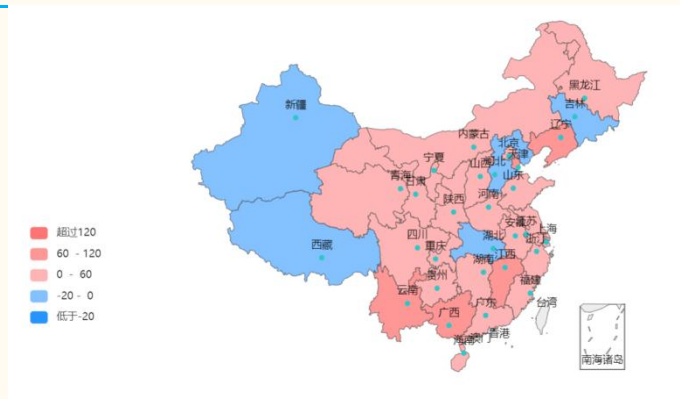 黑龙江
吉林
新疆
辽宁
内蒙古
北京
天津
宁夏
山西
河北
青海
甘肃
山东
陕西
河南
超过120
60 - 120
0 - 60
-20 - 0
低于-20
安徽
江苏
上海
四川
湖北
浙江
西藏
重庆
湖南
江西
贵州
福建
云南
台湾
广西
广东
海南
澳门
香港
南海诸岛